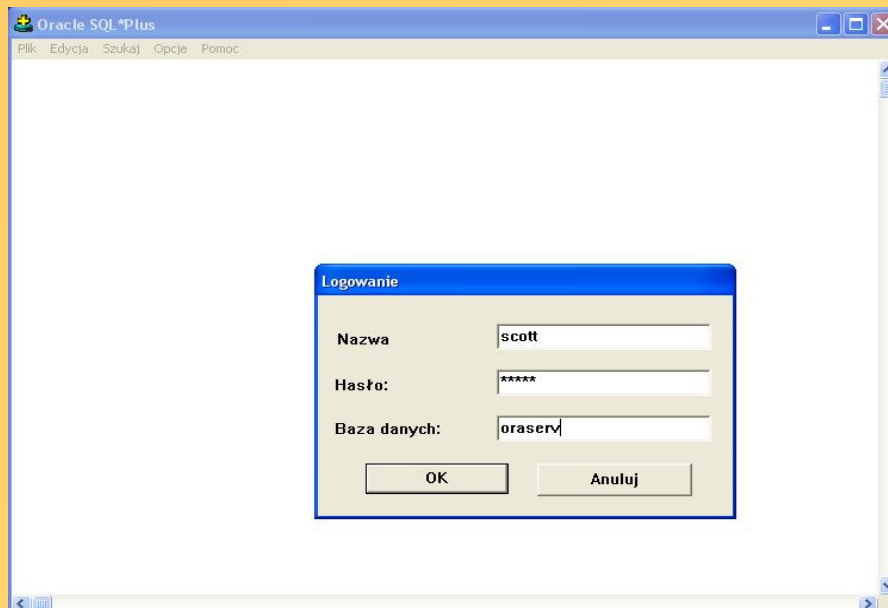 Oracle SQL*Plus
Plik Edycja Szukaj Opcje Pomoc
Logowanie
Nazwa scott
Hasło: *****
Baza danych: oraserv
OK Anuluj